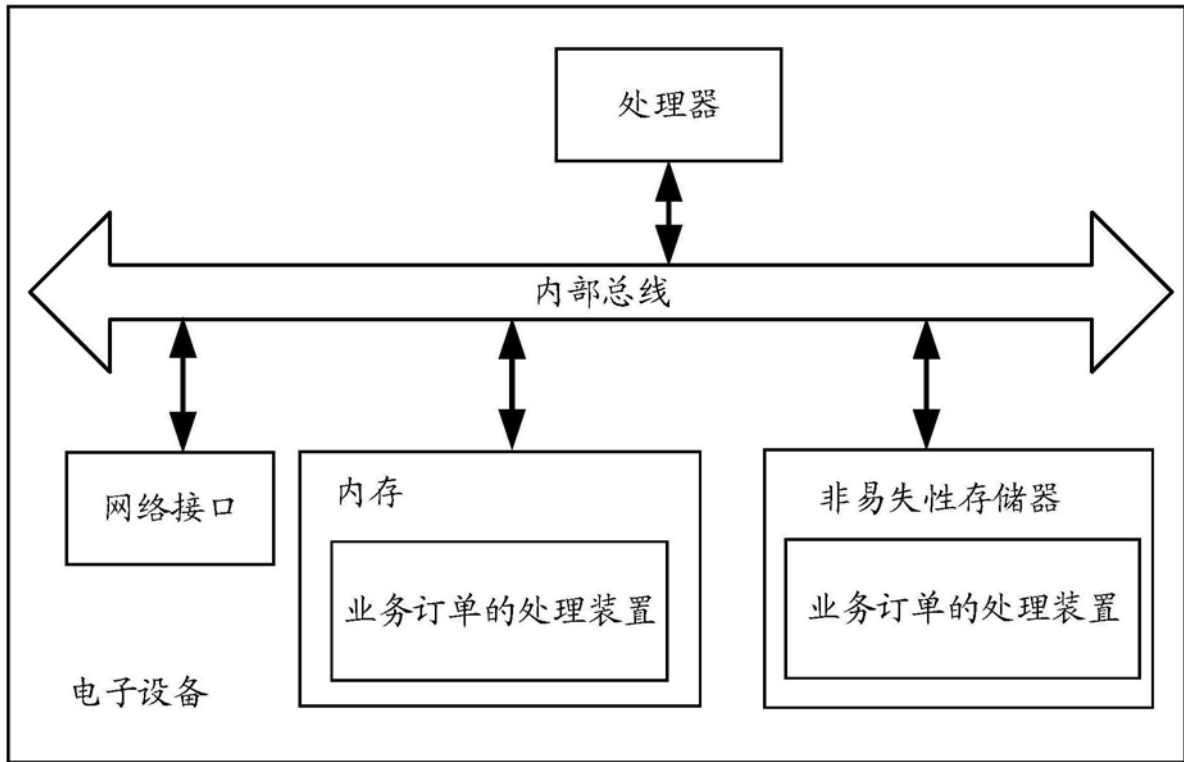 处理器
内部总线
网络接口
内存
业务订单的处理装置
非易失性存储器
业务订单的处理装置
电子设备